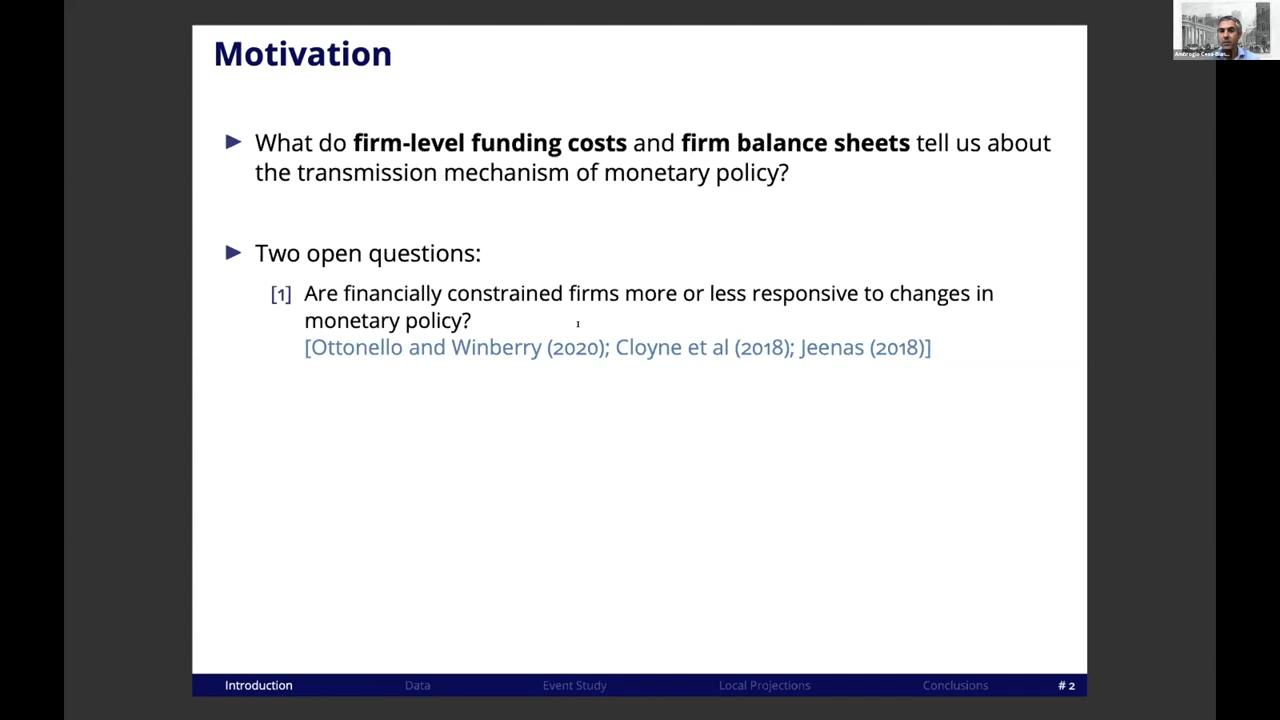 Motivation
What do firm-level funding costs and firm balance sheets tell us about
the transmission mechanism of monetary policy?
Two open questions:
[1] Are financially constrained firms more or less responsive to changes in
monetary policy?
[Ottonello and Winberry (2020); Cloyne et al (2018); Jeenas (2018)]
Introduction Data Event Study Local Projections Conclusions # 2